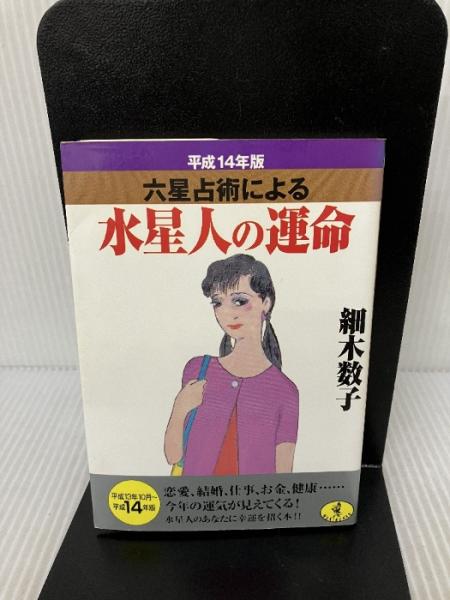 平成14年版
六星占術による
水星人の運命
細木数子
平成13年10月〜
平成14年版
恋愛、結婚、仕事、お金、健康……
今年の運気が見えてくる!
水星人のあなたに幸運を招く本!!